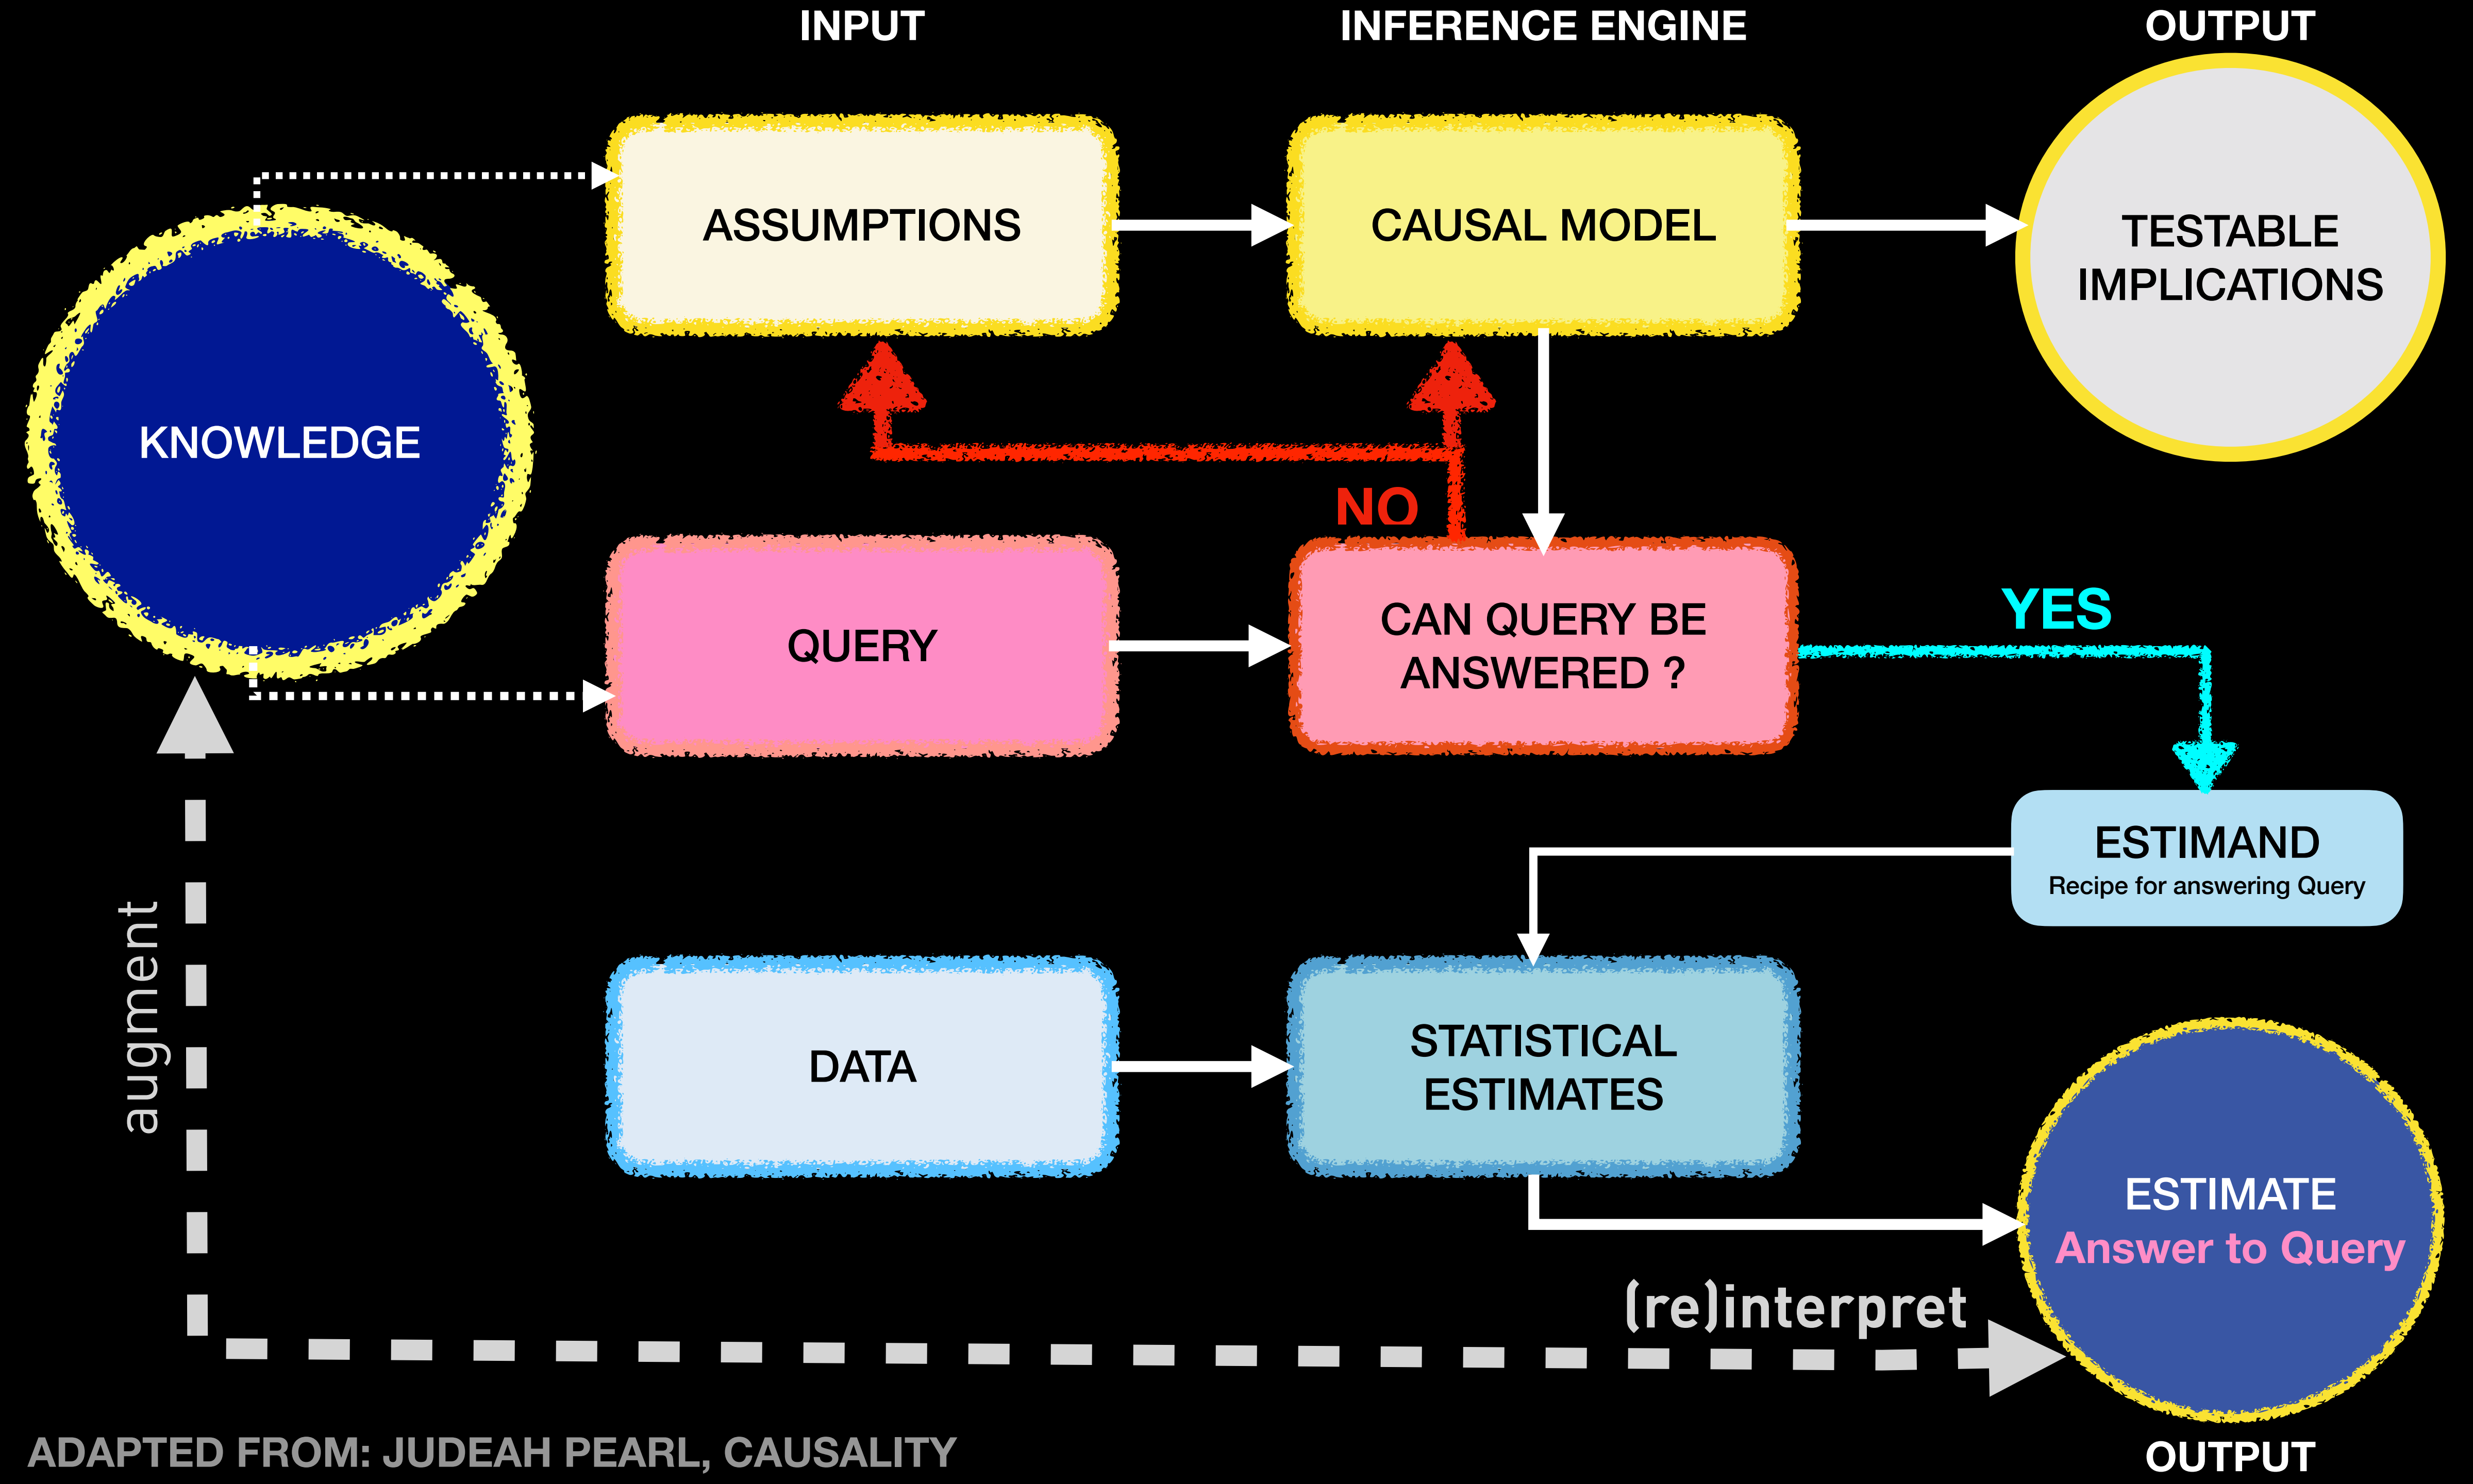 INPUT
INFERENCE ENGINE
OUTPUT
ASSUMPTIONS
CAUSAL MODEL
TESTABLE
IMPLICATIONS
KNOWLEDGE
NO
QUERY
CAN QUERY BE
ANSWERED ?
YES
ESTIMAND
Recipe for answering Query
augment
DATA
STATISTICAL
ESTIMATES
ESTIMATE
Answer to Query
(re)interpret
ADAPTED FROM: JUDEAH PEARL, CAUSALITY
OUTPUT